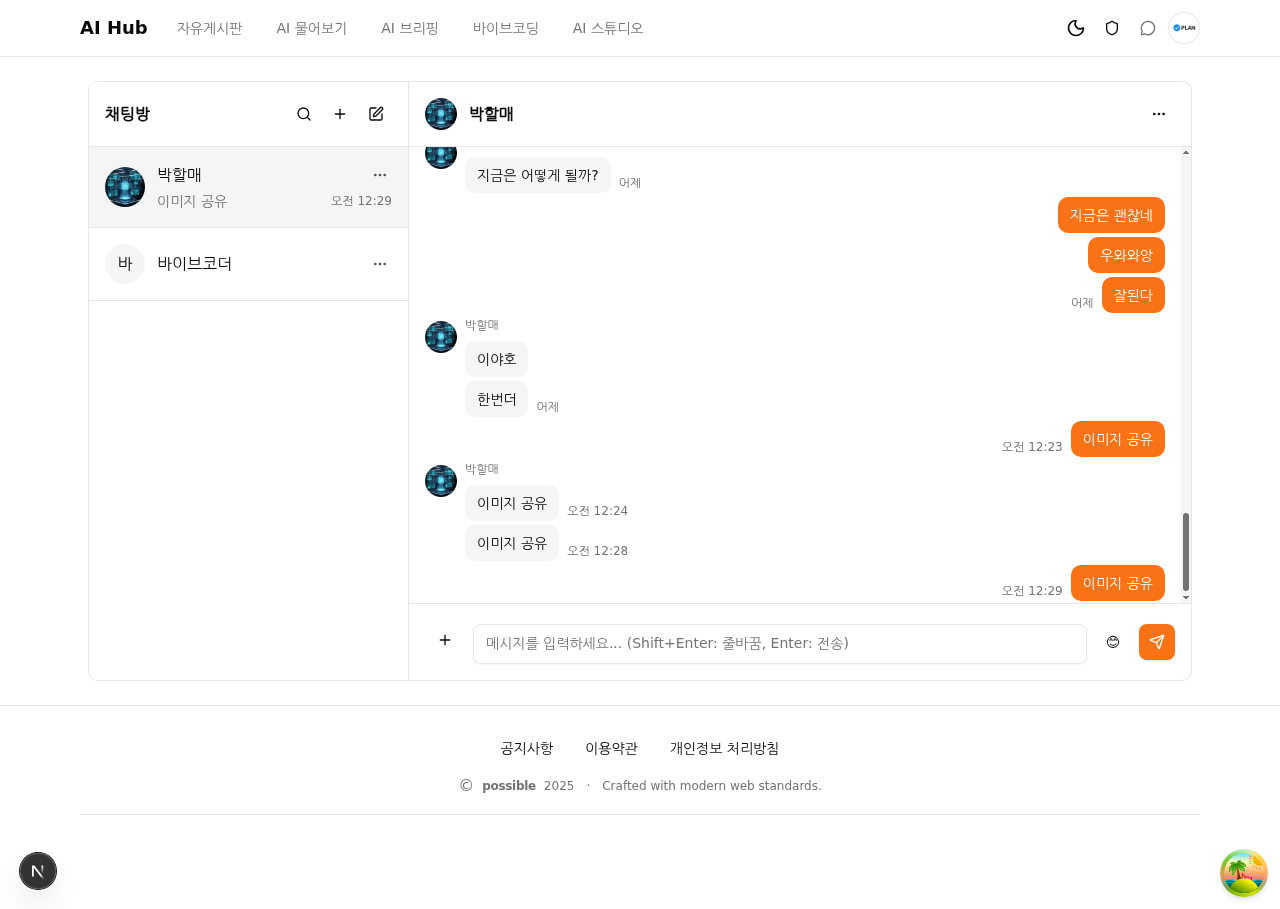 AI Hub 자유게시판 AI 물어보기 AI 브리핑 바이브코딩 AI 스튜디오 PLAN
채팅방
박할매
이미지 공유 오전 12:29
바 바이브코더
박할매
지금은 어떻게 될까? 어제
지금은 괜찮네
우와와앙
어제 잘된다
박할매
이야호
한번더 어제
오전 12:23 이미지 공유
박할매
이미지 공유 오전 12:24
이미지 공유 오전 12:28
오전 12:29 이미지 공유
메시지를 입력하세요... (Shift+Enter: 줄바꿈, Enter: 전송)
공지사항 이용약관 개인정보 처리방침
© possible 2025 · Crafted with modern web standards.
N